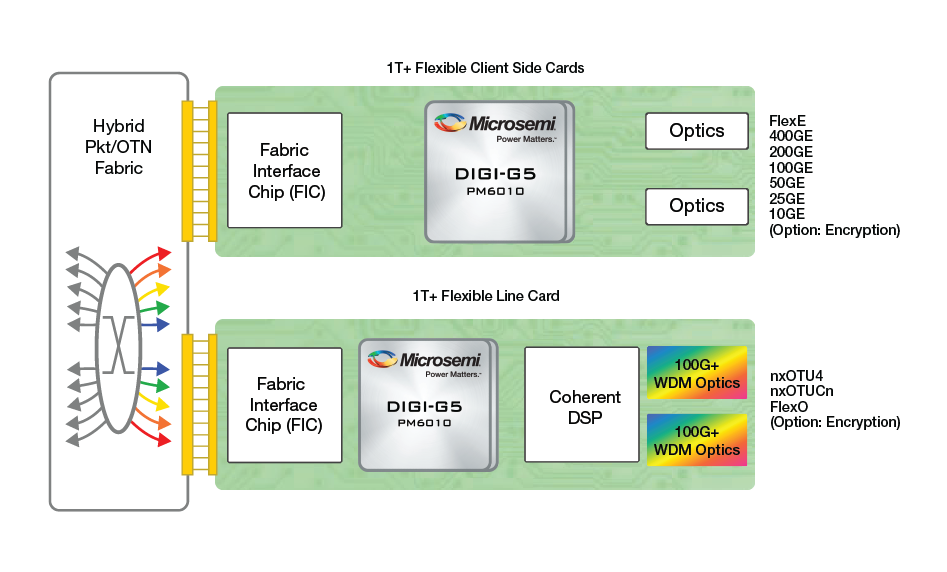 1T+ Flexible Client Side Cards
Hybrid
Pkt/OTN
Fabric
Fabric
Interface
Chip (FIC)
Microsemi
Power Matters.™
DIGI-G5
PM6010
Optics
Optics
FlexE
400GE
200GE
100GE
50GE
25GE
10GE
(Option: Encryption)
1T+ Flexible Line Card
Fabric
Interface
Chip (FIC)
Microsemi
Power Matters.™
DIGI-G5
PM6010
Coherent
DSP
100G+
WDM Optics
100G+
WDM Optics
nxOTU4
nxOTUCn
FlexO
(Option: Encryption)